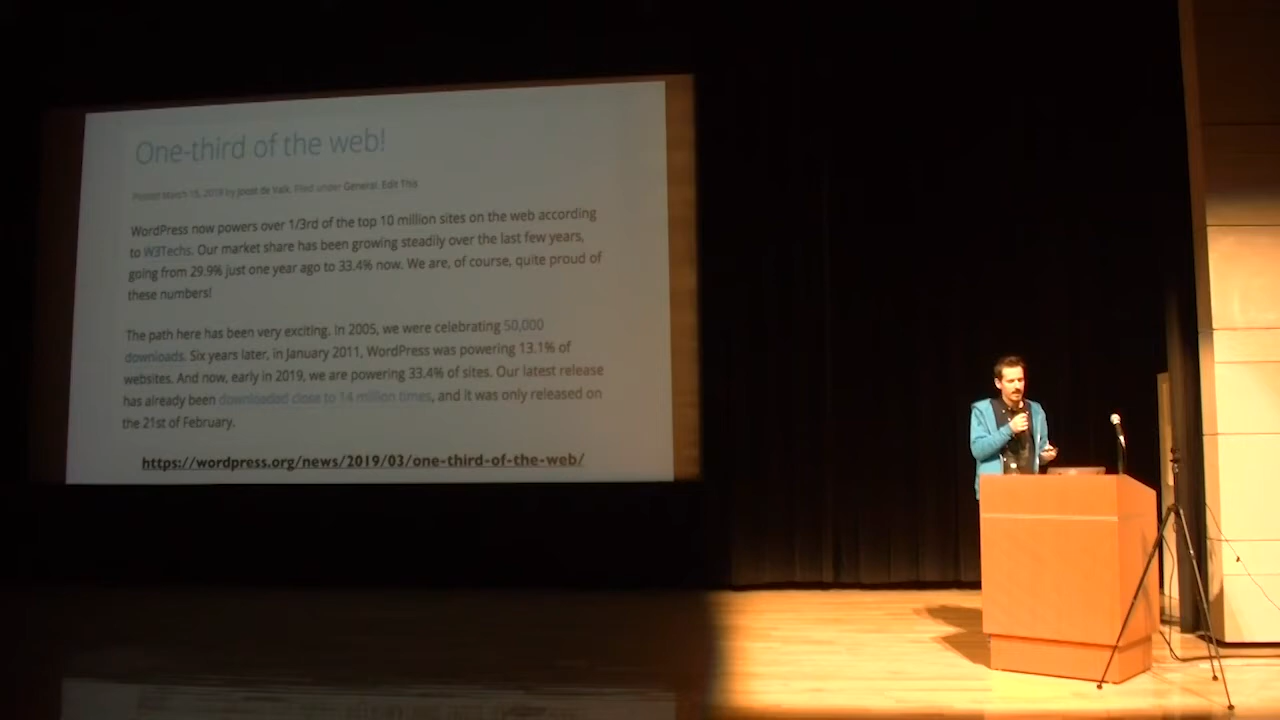 One-third of the web!
Posted March 15, 2019 by Joost de Valk. Filed under General. Edit This
WordPress now powers over 1/3rd of the top 10 million sites on the web according
to W3Techs. Our market share has been growing steadily over the last few years,
going from 29.9% just one year ago to 33.4% now. We are, of course, quite proud of
these numbers!
The path here has been very exciting. In 2005, we were celebrating 50,000
downloads. Six years later, in January 2011, WordPress was powering 13.1% of
websites. And now, early in 2019, we are powering 33.4% of sites. Our latest release
has already been downloaded close to 14 million times, and it was only released on
the 21st of February.
https://wordpress.org/news/2019/03/one-third-of-the-web/